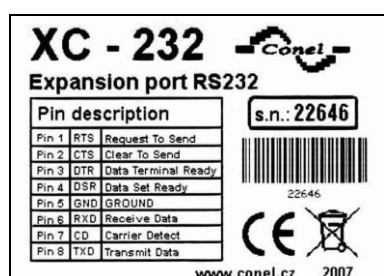 XC - 232
Conel
Expansion port RS232
Pin description
Pin 1 RTS Request To Send
Pin 2 CTS Clear To Send
Pin 3 DTR Data Terminal Ready
Pin 4 DSR Data Set Ready
Pin 5 GND GROUND
Pin 6 RXD Receive Data
Pin 7 CD Carrier Detect
Pin 8 TXD Transmit Data
s.n.: 22646
22646
CE
www.conel.cz 2007